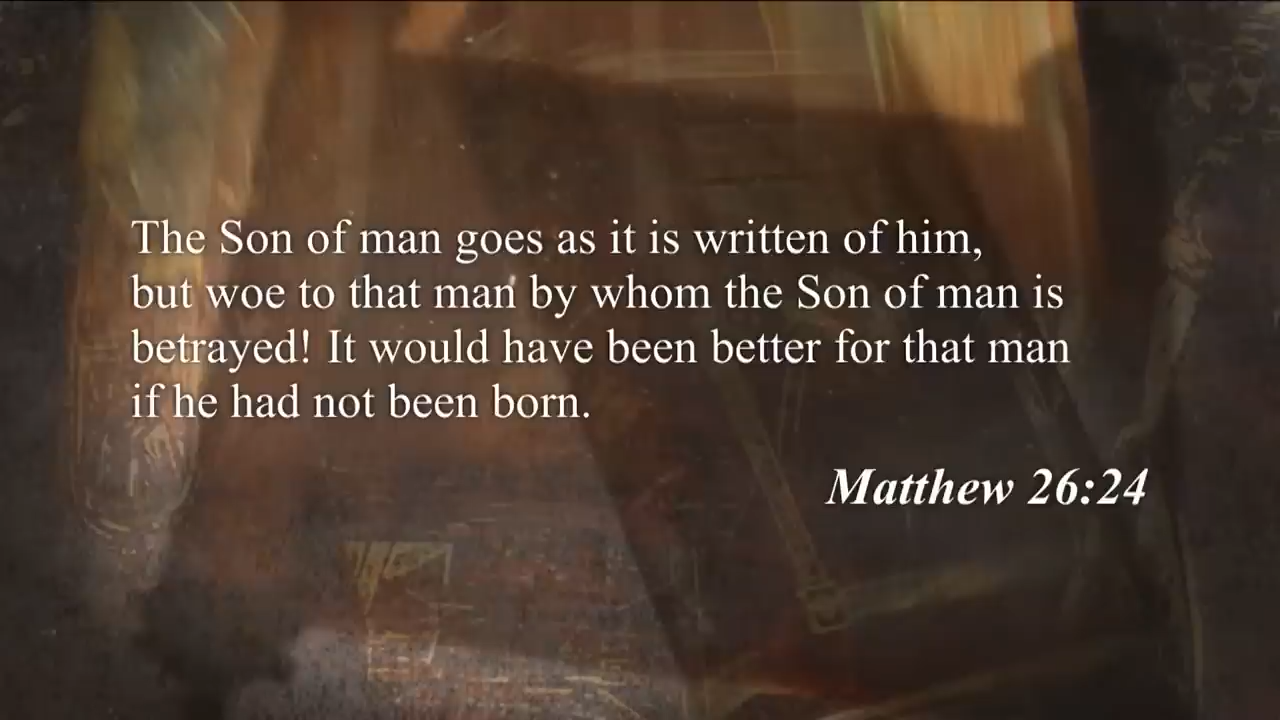 The Son of man goes as it is written of him,
but woe to that man by whom the Son of man is
betrayed! It would have been better for that man
if he had not been born.
Matthew 26:24